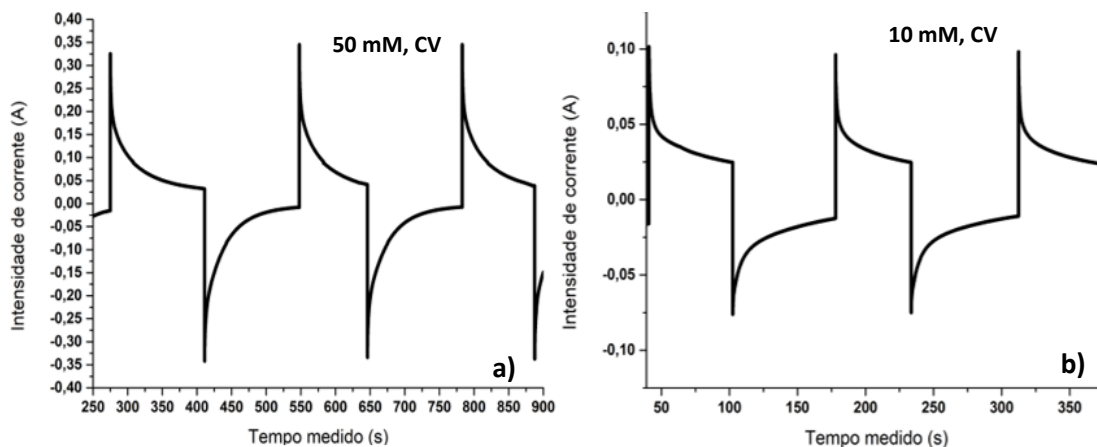 50 mM, CV
Intensidade de corrente (A)
0,40
0,35
0,30
0,25
0,20
0,15
0,10
0,05
0,00
-0,05
-0,10
-0,15
-0,20
-0,25
-0,30
-0,35
-0,40
250 300 350 400 450 500 550 600 650 700 750 800 850 900
Tempo medido (s)
a)
10 mM, CV
Intensidade de corrente (A)
0,10
0,05
0,00
-0,05
-0,10
50 100 150 200 250 300 350
Tempo medido (s)
b)